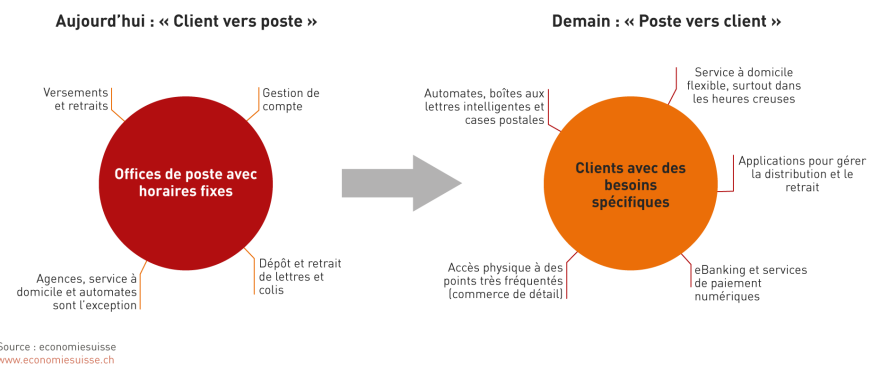 Aujourd’hui : « Client vers poste »
Versements
et retraits
Gestion de
compte
Offices de poste avec
horaires fixes
Agences, service à
domicile et automates
sont l’exception
Dépôt et retrait
de lettres et
colis
Demain : « Poste vers client »
Automates, boîtes aux
lettres intelligentes et
cases postales
Service à domicile
flexible, surtout dans
les heures creuses
Clients avec des
besoins
spécifiques
Applications pour gérer
la distribution et le
retrait
Accès physique à des
points très fréquentés
(commerce de détail)
eBanking et services
de paiement
numériques
Source : economiesuisse
www.economiesuisse.ch